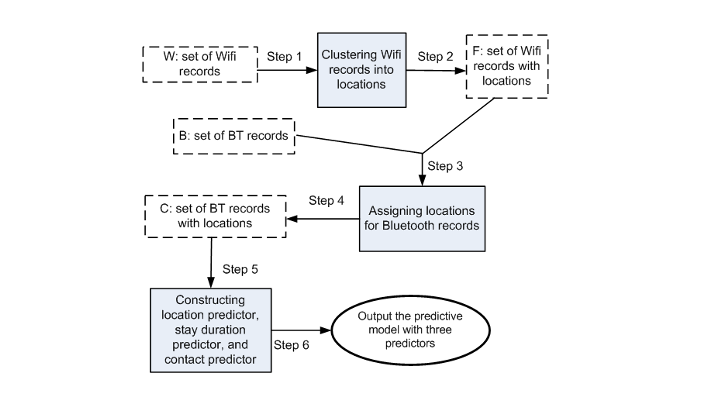 W: set of Wifi
records
Step 1
Clustering Wifi
records into
locations
Step 2
F: set of Wifi
records with
locations
B: set of BT records
Step 3
Assigning locations
for Bluetooth records
Step 4
C: set of BT records
with locations
Step 5
Constructing
location predictor,
stay duration
predictor, and
contact predictor
Step 6
Output the predictive
model with three
predictors